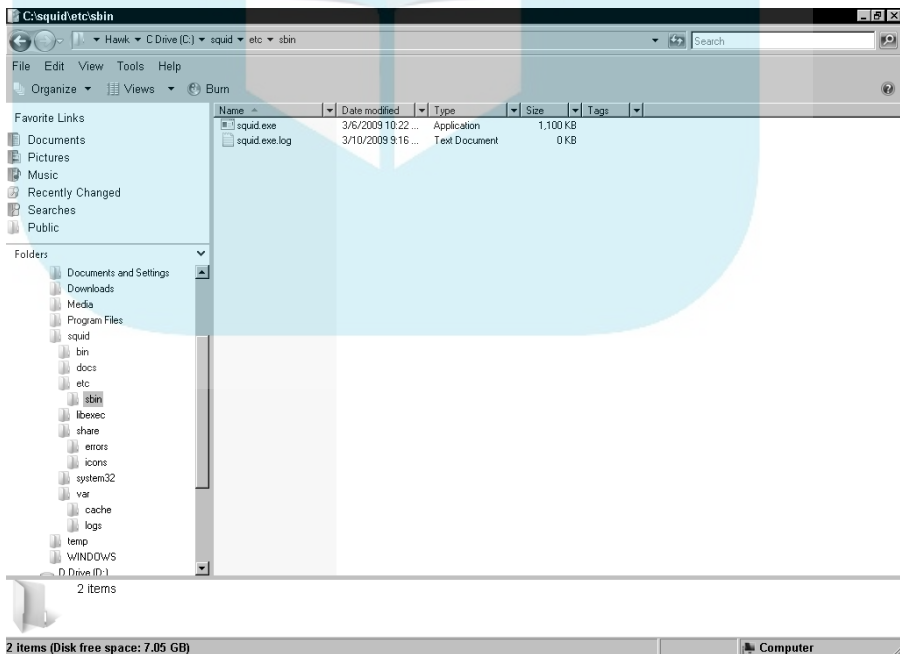 C:\squid\etc\sbin
Hawk C Drive (C:) squid etc sbin
Search
File Edit View Tools Help
Organize Views Burn
Favorite Links
Documents
Pictures
Music
Recently Changed
Searches
Public
Folders
Documents and Settings
Downloads
Media
Program Files
squid
bin
docs
etc
sbin
libexec
share
errors
icons
system32
var
cache
logs
temp
WINDOWS
D Drive (D:)
Name Date modified Type Size Tags
squid.exe 3/6/2009 10:22 ... Application 1,100 KB
squid.exe.log 3/10/2009 9:16 ... Text Document 0 KB
2 items
2 items (Disk free space: 7.05 GB) Computer